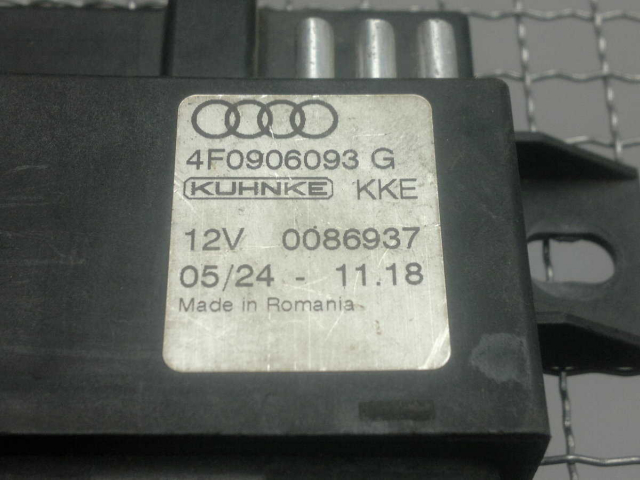 4F0906093 G
KUHNKE KKE
12V 0086937
05/24 - 11.18
Made in Romania